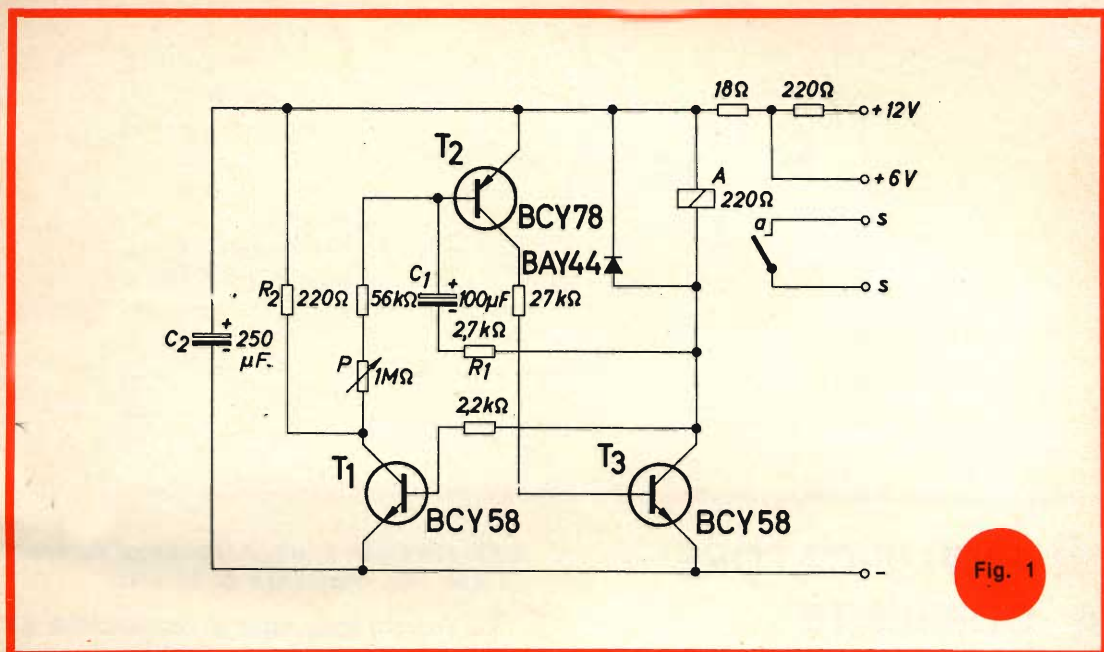 18Ω 220Ω
+ 12V
T2
A
220Ω
+ 6V
BCY78
a
s
BAY44
C1
+
-
100µF
R2
220Ω
56kΩ
27kΩ
s
C2
+
-
250
µF.
2,7kΩ
R1
P
1MΩ
2,2kΩ
T1
T3
BCY58
BCY58
-
Fig. 1